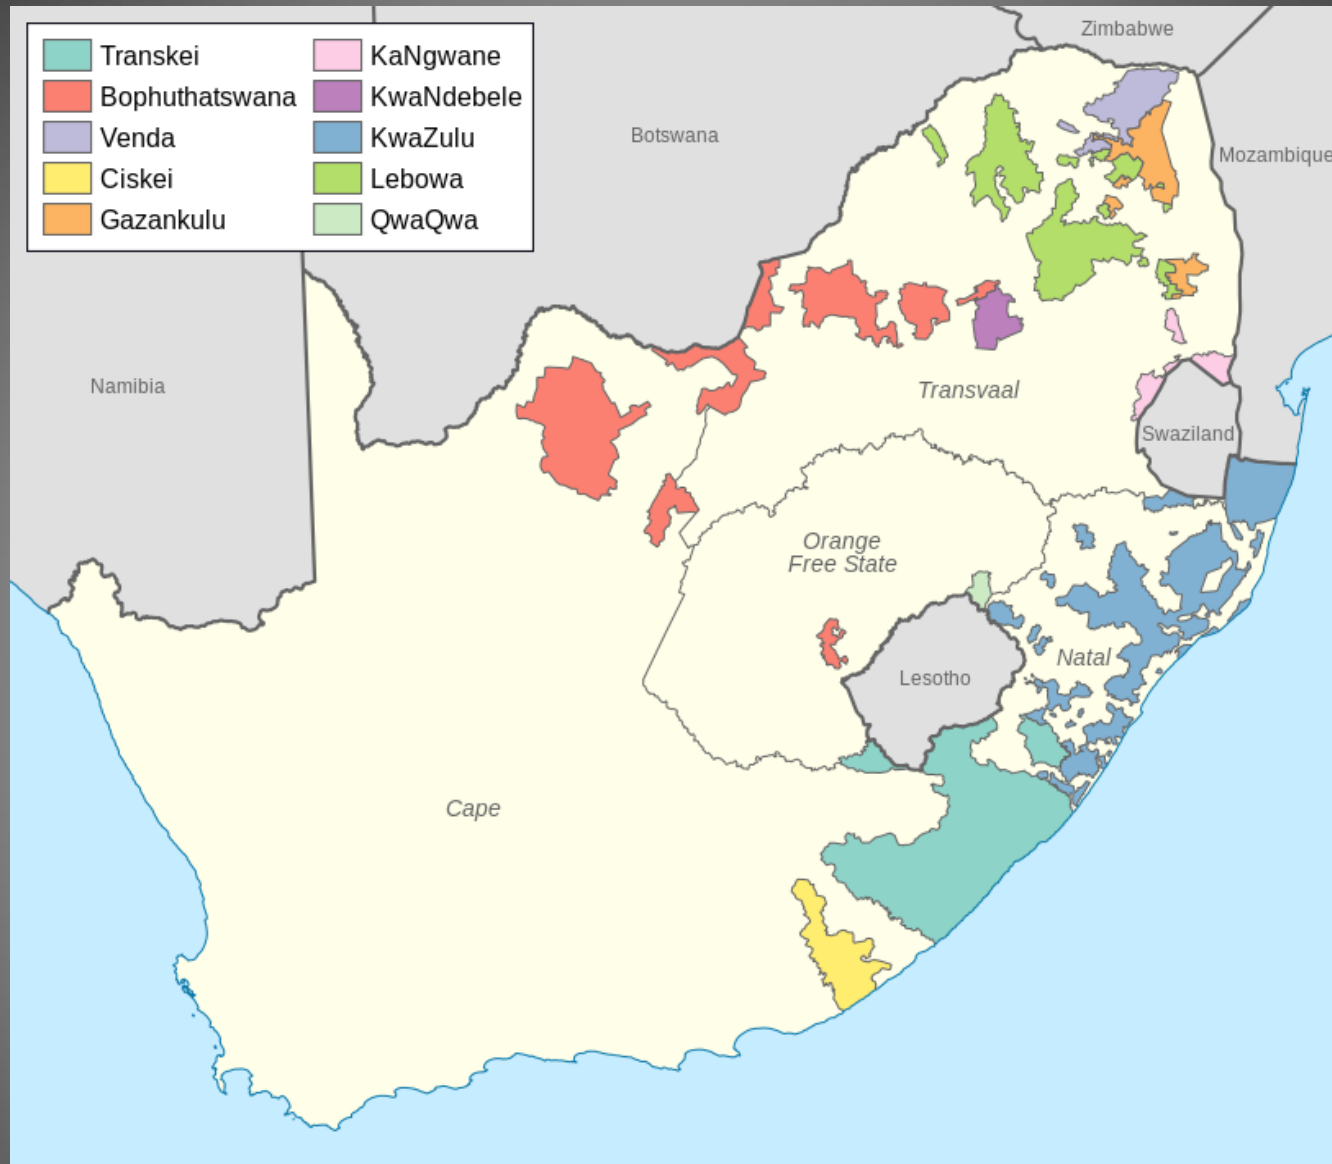 Transkei
Bophuthatswana
Venda
Ciskei
Gazankulu
KaNgwane
KwaNdebele
KwaZulu
Lebowa
QwaQwa
Zimbabwe
Botswana
Mozambique
Namibia
Transvaal
Swaziland
Orange
Free State
Natal
Lesotho
Cape